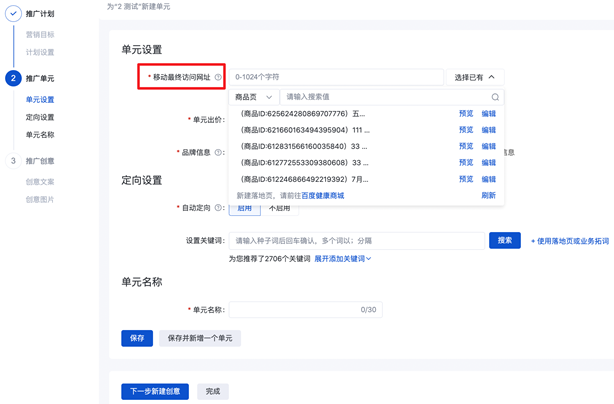 推广计划
营销目标
计划设置
2 推广单元
单元设置
定向设置
单元名称
3 推广创意
创意文案
创意图片
为“2 测试”新建单元
单元设置
* 移动最终访问网址 ?
0-1024个字符
选择已有
商品页
请输入搜索值
(商品ID:625624280869707776) 五...
预览 编辑
(商品ID:621660163494395904) 111 ...
预览 编辑
(商品ID:612831566160035840) 33 ...
预览 编辑
(商品ID:612772553309380608) 33 ...
预览 编辑
(商品ID:612246866492219392) 7月...
预览 编辑
新建落地页，请前往百度健康商城
刷新
* 单元出价:
* 品牌信息 ?:
信息
定向设置
* 自动定向 ?:
启用
不启用
设置关键词:
请输入种子词后回车确认，多个词以；分隔
搜索
+ 使用落地页或业务拓词
为您推荐了2706个关键词 展开添加关键词
单元名称
* 单元名称:
0/30
保存
保存并新增一个单元
下一步新建创意
完成